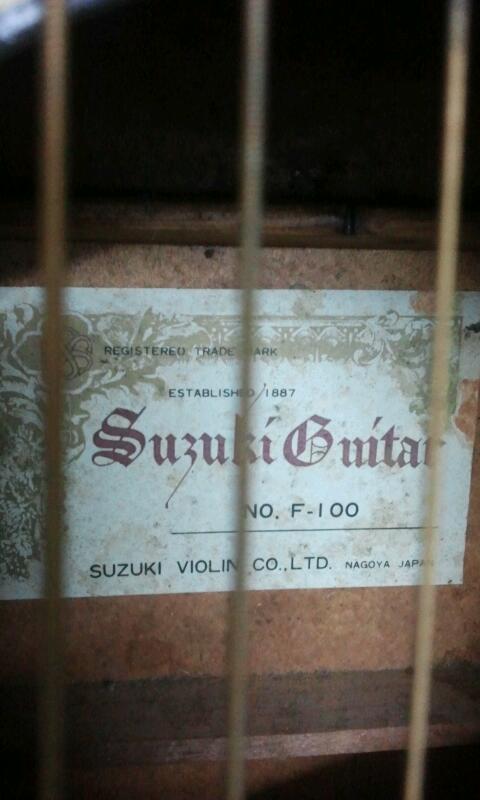 REGISTERED TRADE MARK
ESTABLISHED 1887
Suzuki Guitar
NO. F-100
SUZUKI VIOLIN CO.,LTD. NAGOYA JAPAN